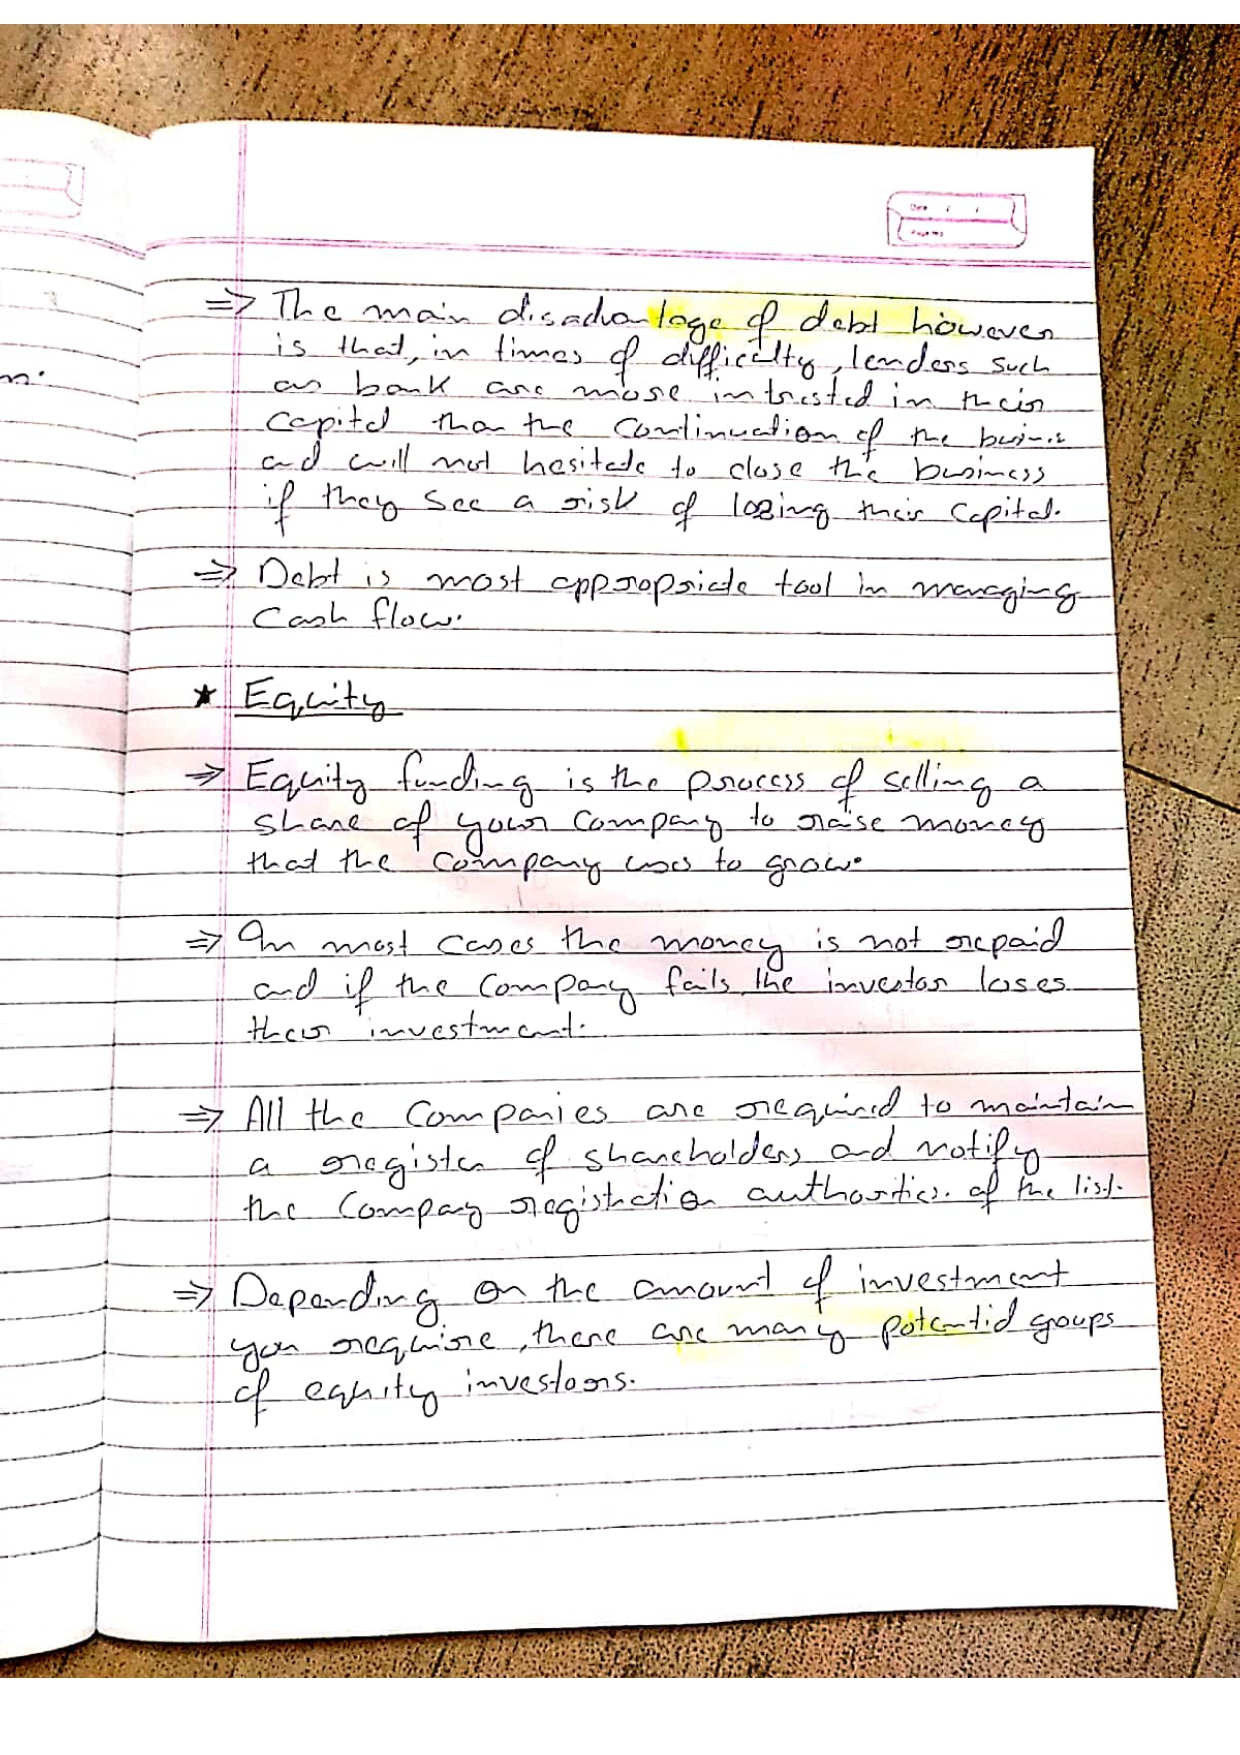 Date / /
Page No
m.
⇒ The main disadvantage of debt however
is that, in times of difficulty, lenders such
as bank are more intrested in their
Capital than the Continuation of the busines
and will not hesitate to close the business
if they see a risk of losing their Capital.
⇒ Debt is most appropriate tool in managing
Cash flow.
★ Equity
⇒ Equity funding is the process of selling a
share of your Company to raise money
that the Company uses to grow.
⇒ In most cases the money is not repaid
and if the Company fails, the investor loses
their investment.
⇒ All the Companies are required to maintain
a register of shareholders and notify
the Company registration authorities. of the list.
⇒ Depending on the amount of investment
you require, there are many potential groups
of equity investors.